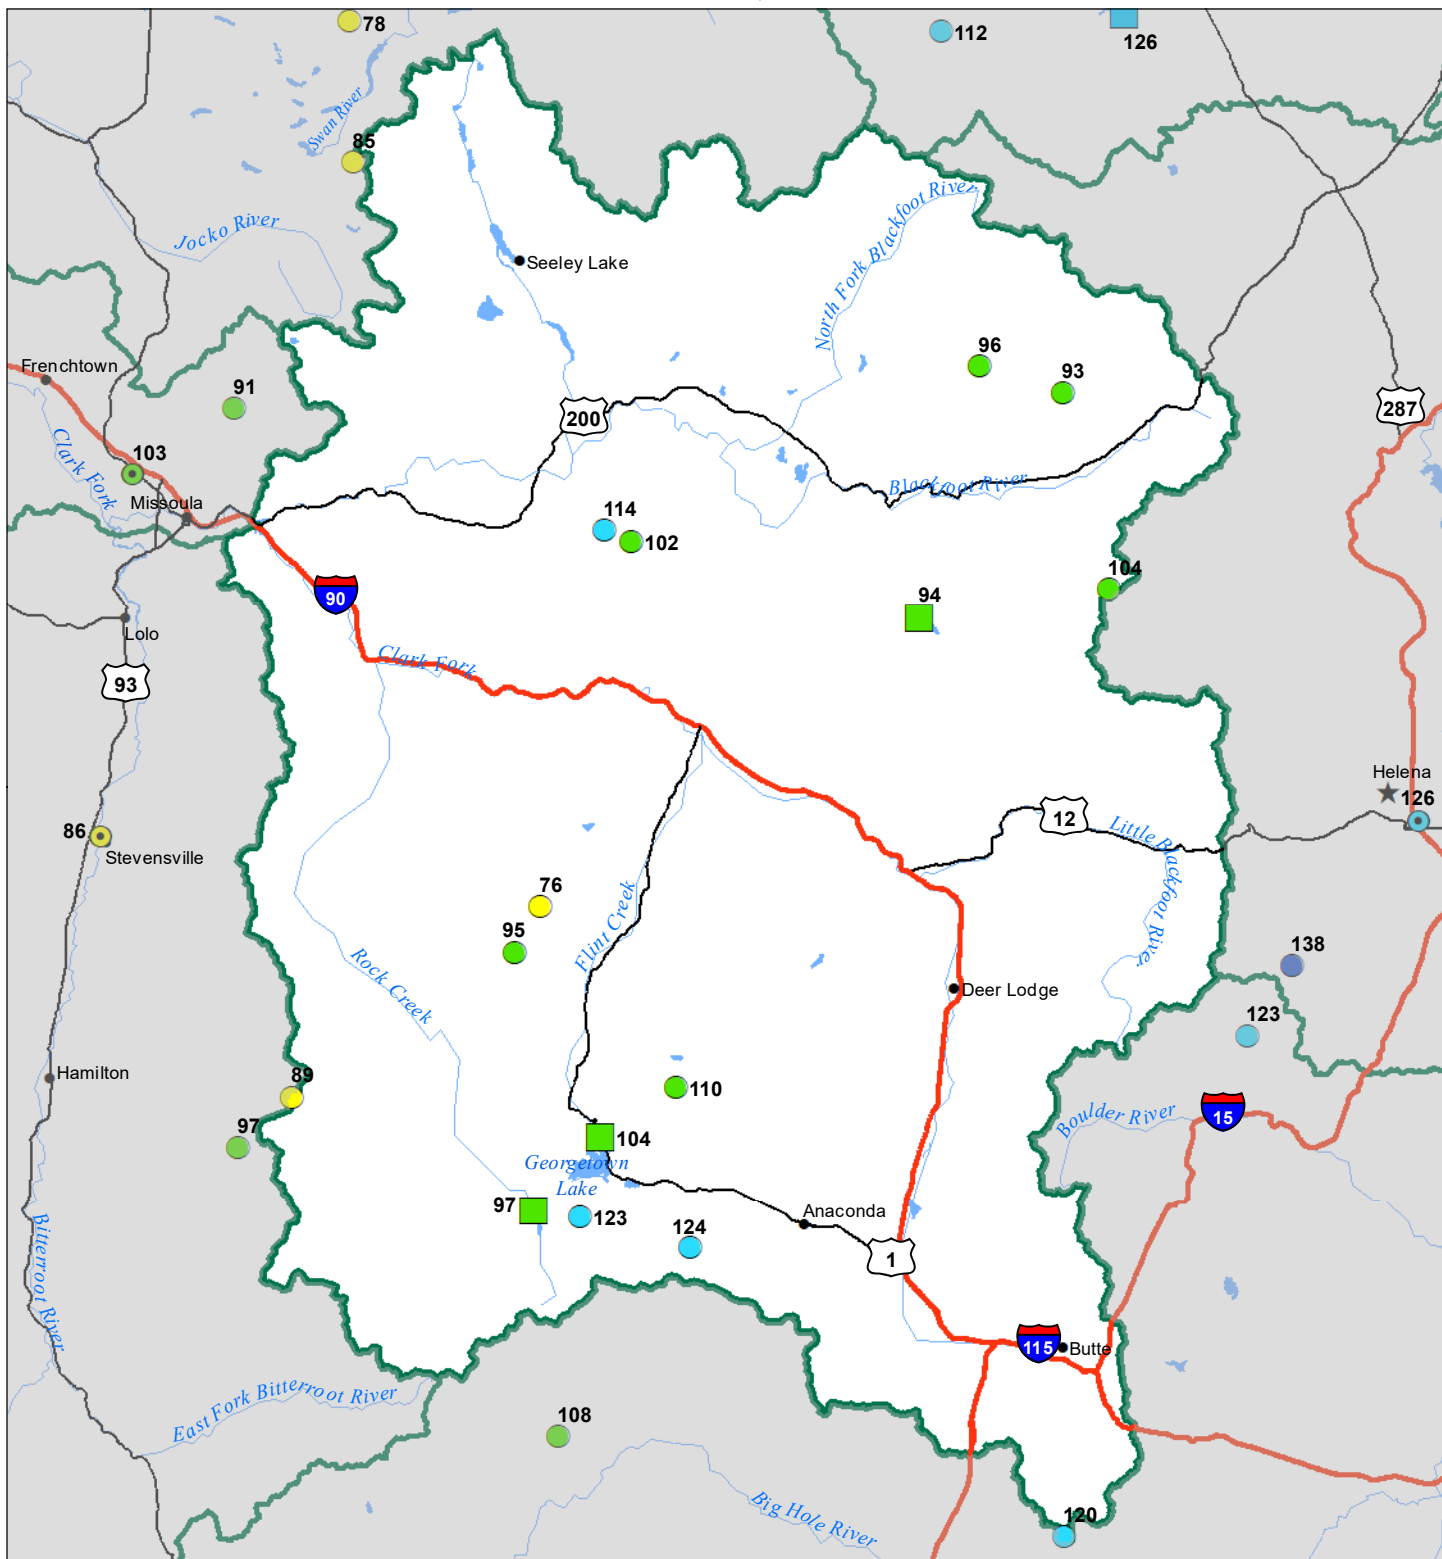 78
112
126
Swan River
85
North Fork Blackfoot River
Jocko River
Seeley Lake
Frenchtown
96
93
91
287
200
103
Clark Fork
Blackfoot River
Missoula
114
102
104
90
94
Lolo
Clark Fork
93
Helena
126
12
Little Blackfoot River
86
Stevensville
76
Flint Creek
95
138
Rock Creek
Deer Lodge
123
Hamilton
89
110
15
Boulder River
97
104
Georgetown
Lake
97
123
Anaconda
124
Bitterroot River
1
115
Butte
East Fork Bitterroot River
108
Big Hole River
120